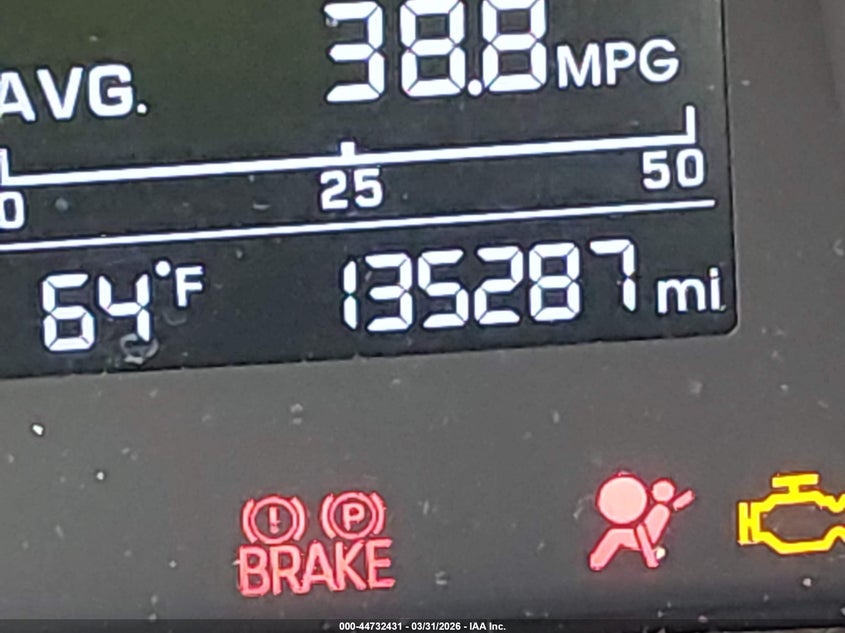 AVG. 38.8 MPG
0 25 50
64°F 135287 mi
! P
BRAKE
000-44732431 - 03/31/2026 - IAA Inc.